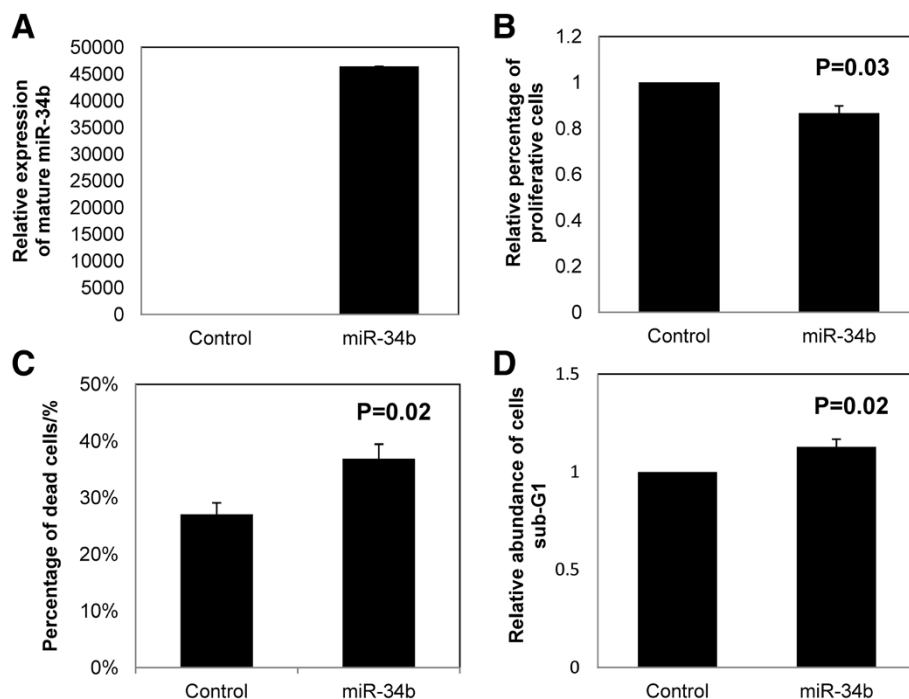 A
Relative expression
of mature miR-34b
50000
45000
40000
35000
30000
25000
20000
15000
10000
5000
0
Control
miR-34b
B
Relative percentage of
proliferative cells
1.2
1
0.8
0.6
0.4
0.2
0
P=0.03
Control
miR-34b
C
Percentage of dead cells/%
50%
40%
30%
20%
10%
0%
P=0.02
Control
miR-34b
D
Relative abundance of cells
sub-G1
1.5
1
0.5
0
P=0.02
Control
miR-34b